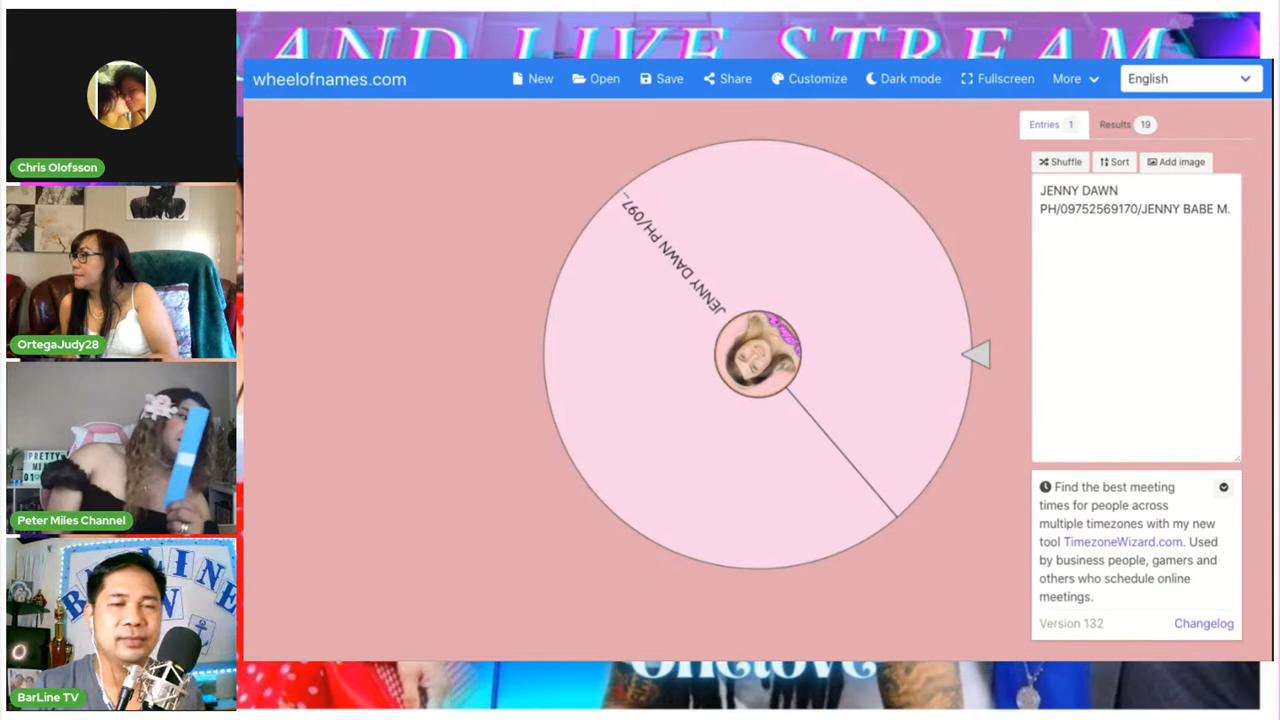 AND LIVE STREAM
wheelofnames.com
New
Open
Save
Share
Customize
Dark mode
Fullscreen
More
English
Entries 1
Results 19
Shuffle
Sort
Add image
JENNY DAWN
PH/09752569170/JENNY BABE M.
JENNY DAWN PH/097...
Find the best meeting
times for people across
multiple timezones with my new
tool TimezoneWizard.com. Used
by business people, gamers and
others who schedule online
meetings.
Version 132
Changelog
Chris Olofsson
OrtegaJudy28
PRETTY
Peter Miles Channel
BarLine TV
Onelove